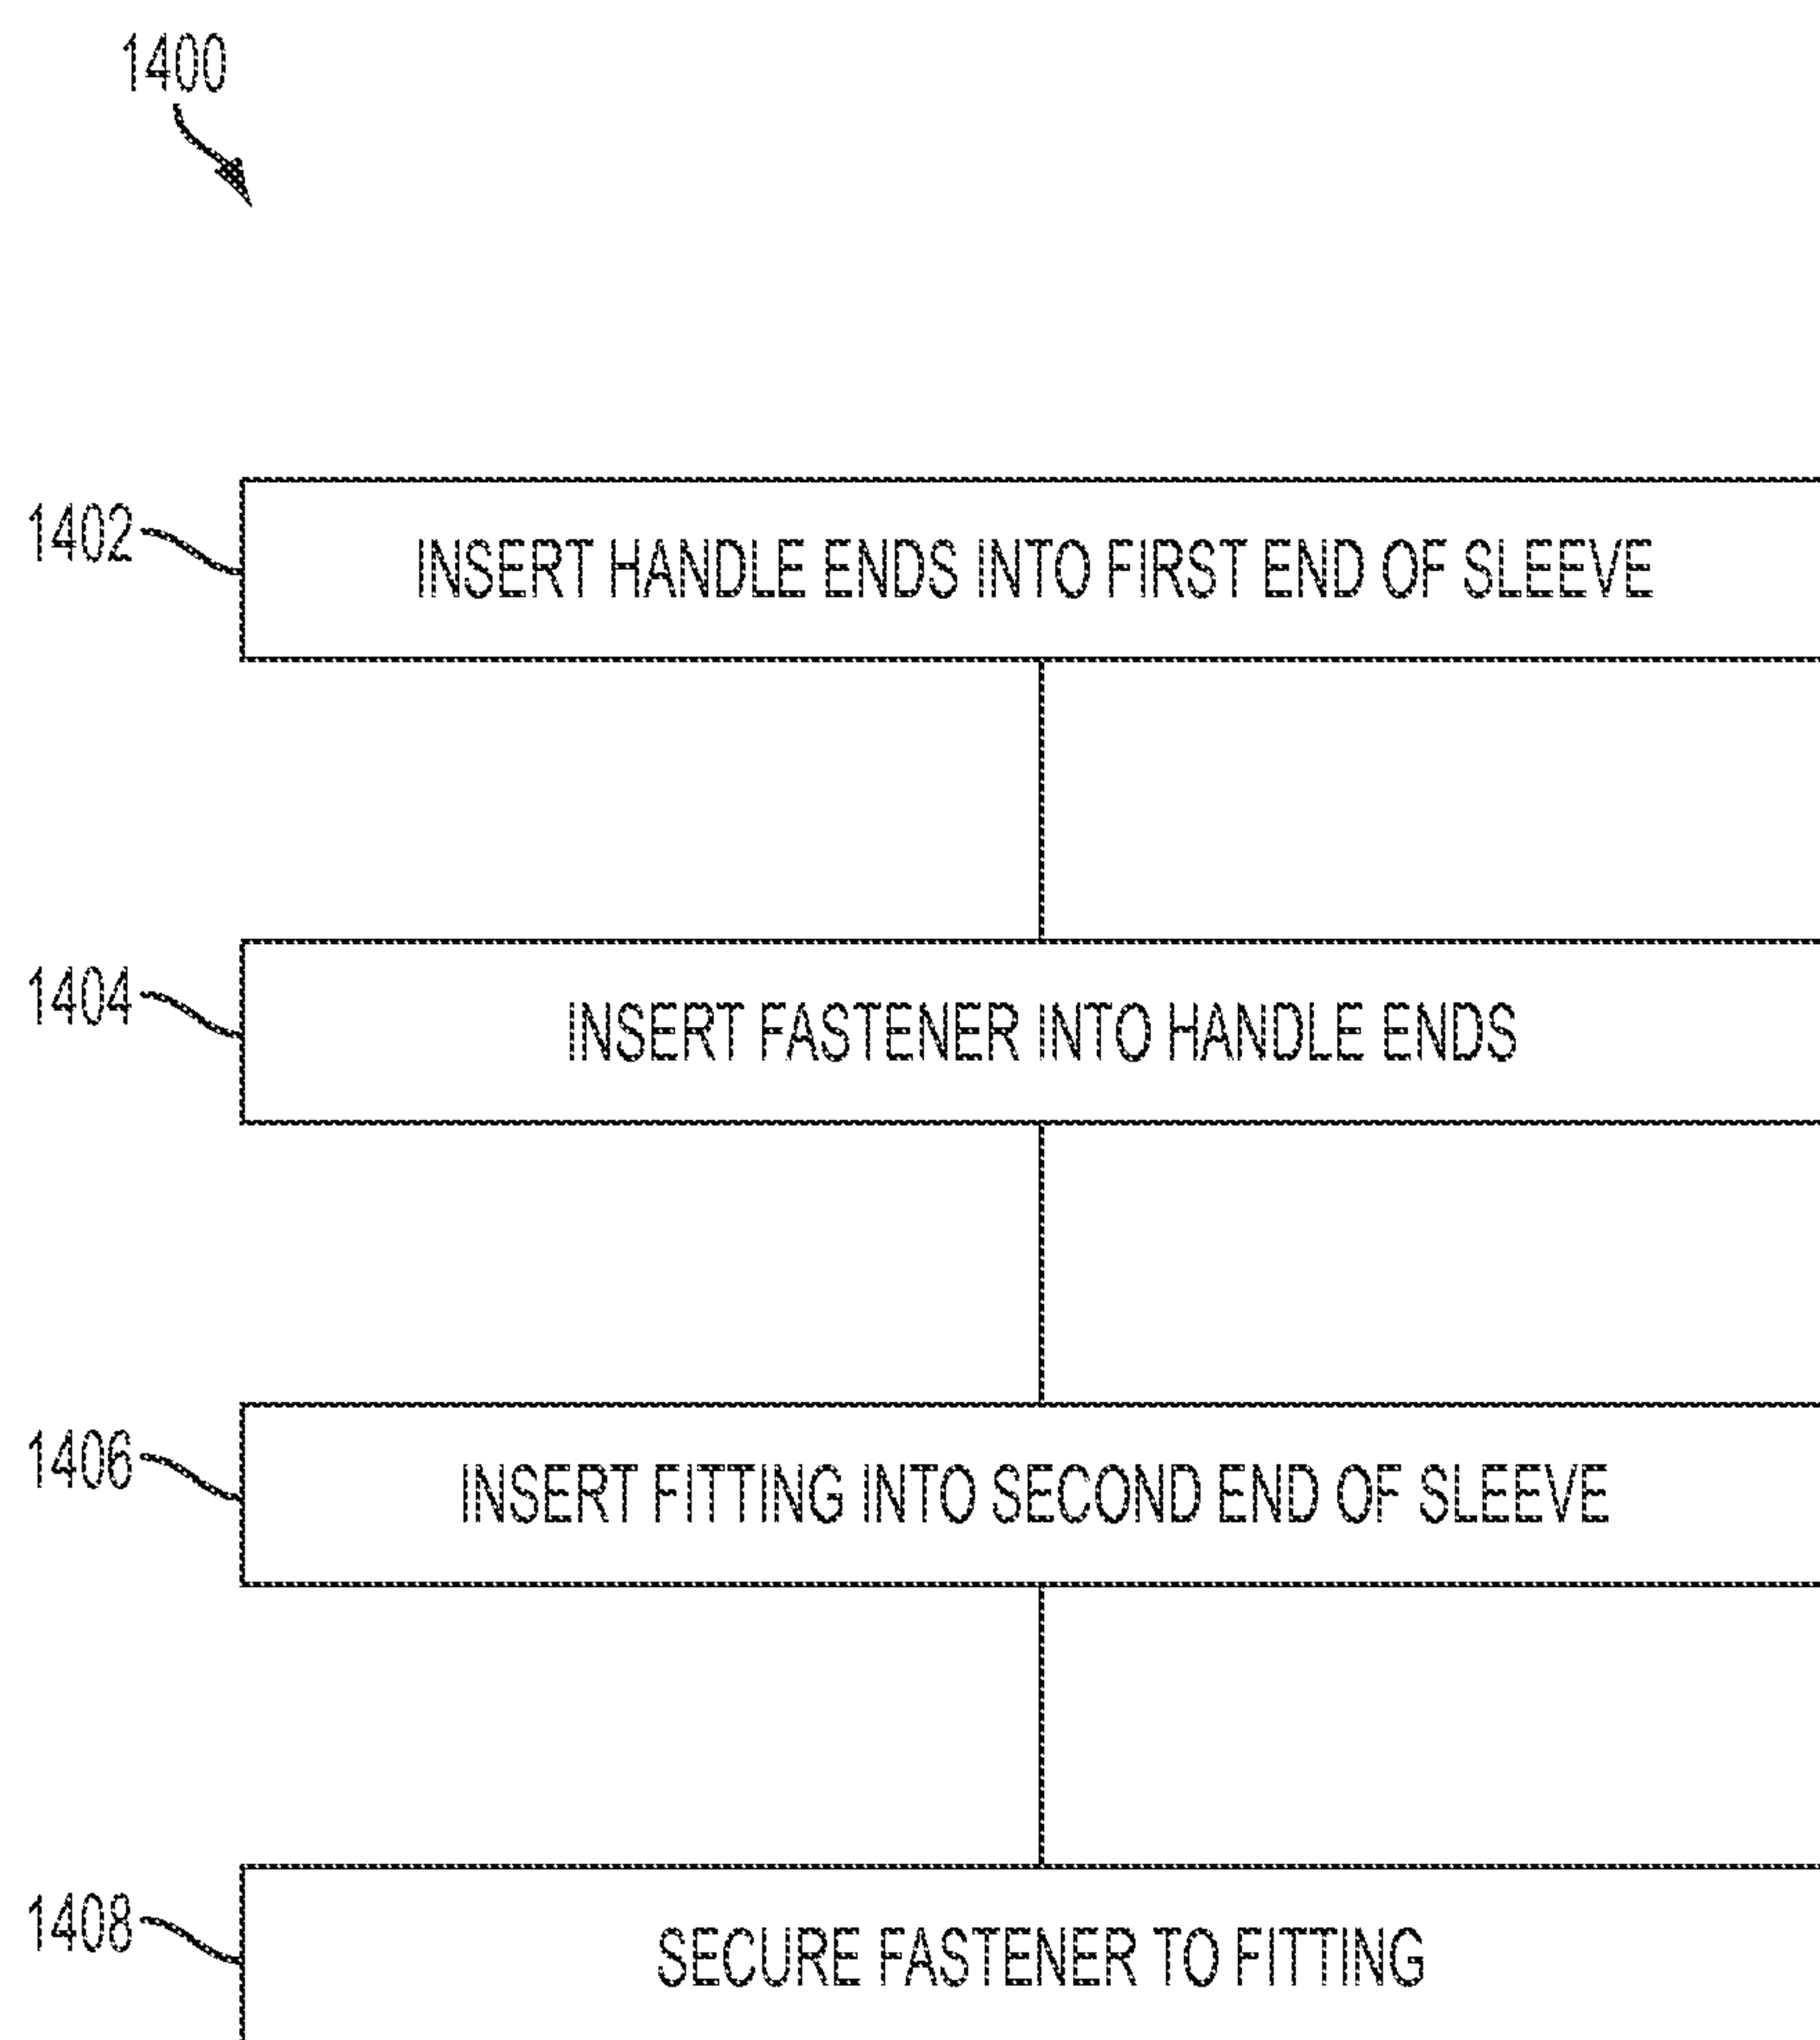 1400
1402
INSERT HANDLE ENDS INTO FIRST END OF SLEEVE
1404
INSERT FASTENER INTO HANDLE ENDS
1406
INSERT FITTING INTO SECOND END OF SLEEVE
1408
SECURE FASTENER TO FITTING